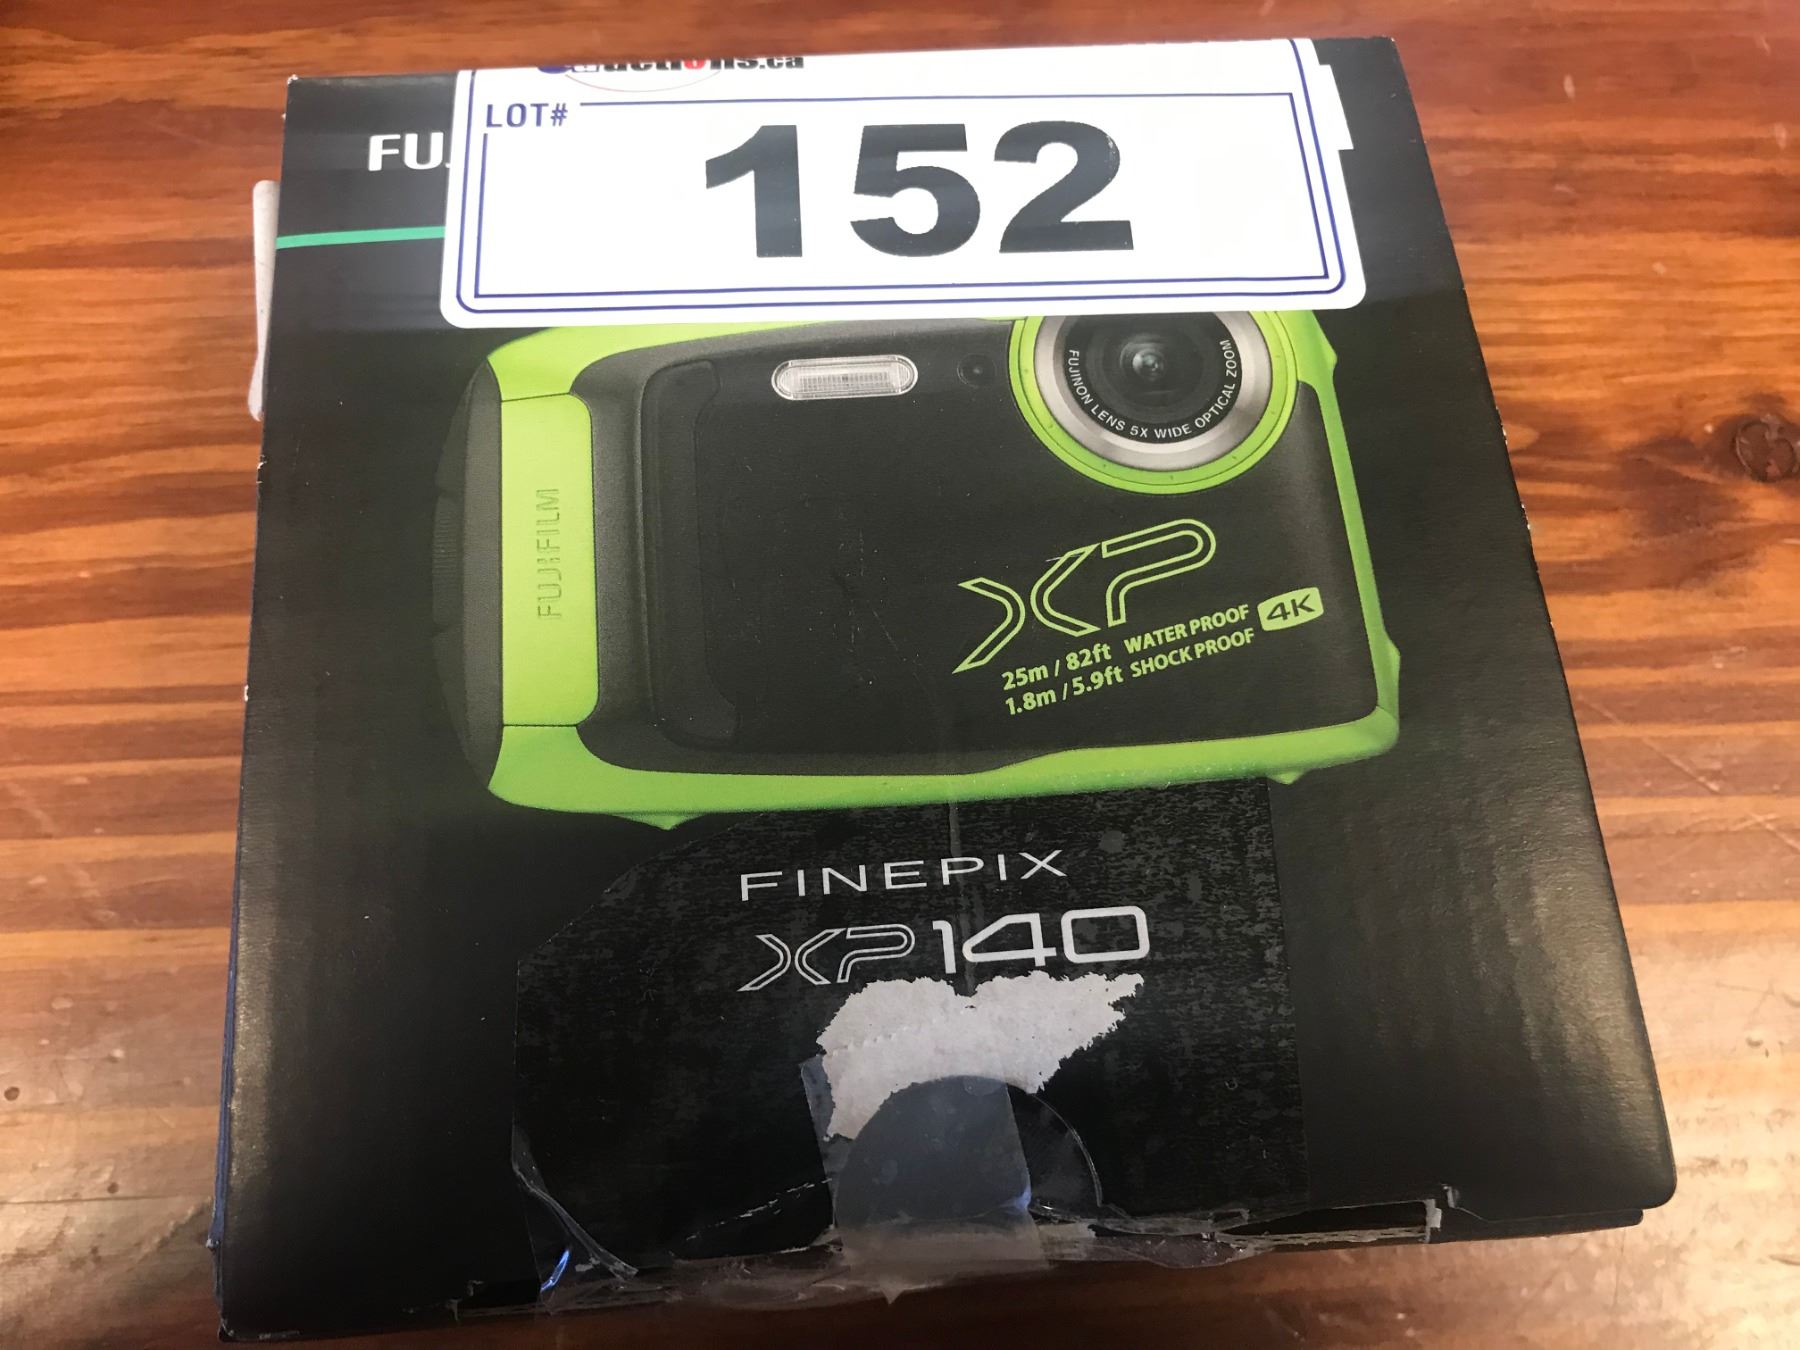 LOT#
152
FUJINON LENS 5X WIDE OPTICAL ZOOM
FUJIFILM
XP
25m / 82ft WATER PROOF 4K
1.8m / 5.9ft SHOCK PROOF
FINEPIX
XP140